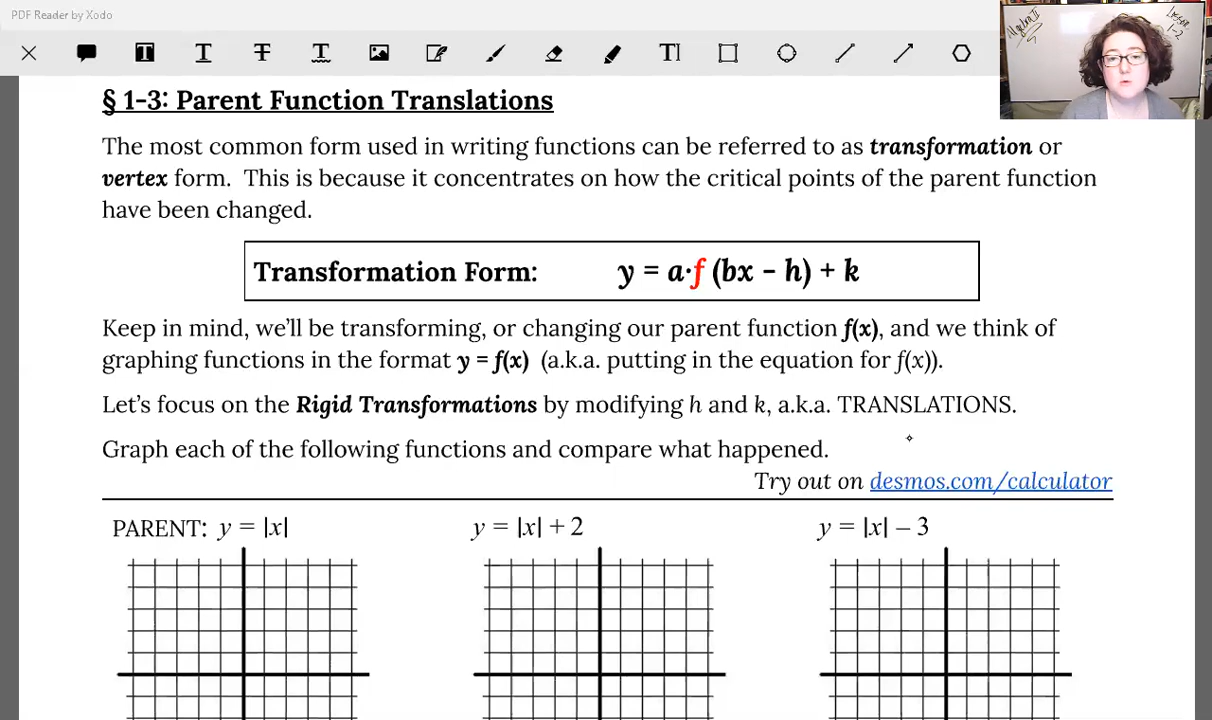 PDF Reader by Xodo
Algebra II
Lesson
1-2
§ 1-3: Parent Function Translations
The most common form used in writing functions can be referred to as transformation or
vertex form. This is because it concentrates on how the critical points of the parent function
have been changed.
Transformation Form: y = a·f (bx - h) + k
Keep in mind, we'll be transforming, or changing our parent function f(x), and we think of
graphing functions in the format y = f(x) (a.k.a. putting in the equation for f(x)).
Let's focus on the Rigid Transformations by modifying h and k, a.k.a. TRANSLATIONS.
Graph each of the following functions and compare what happened.
Try out on desmos.com/calculator
PARENT: y = |x| y = |x| + 2 y = |x| – 3